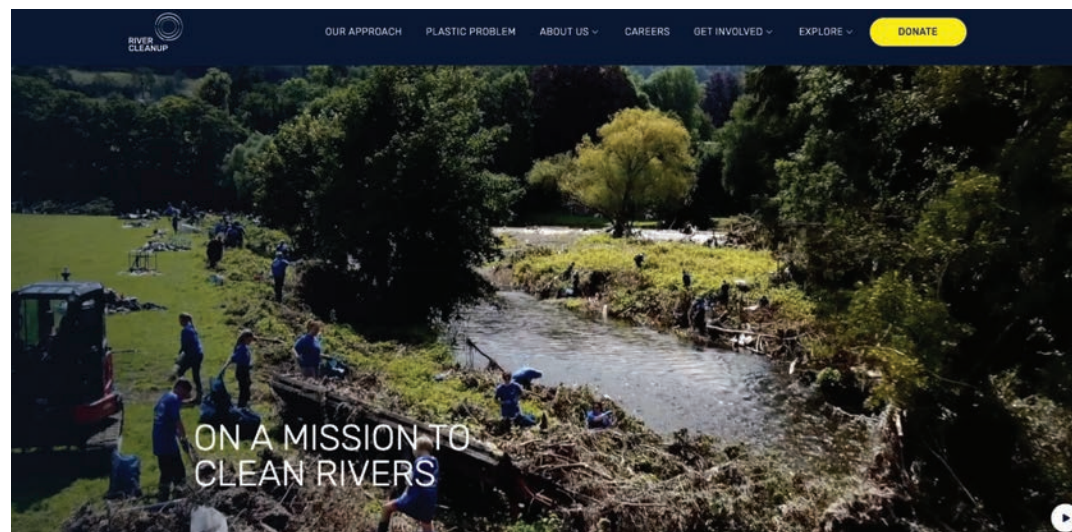 RIVER
CLEANUP
OUR APPROACH
PLASTIC PROBLEM
ABOUT US
CAREERS
GET INVOLVED
EXPLORE
DONATE
ON A MISSION TO
CLEAN RIVERS